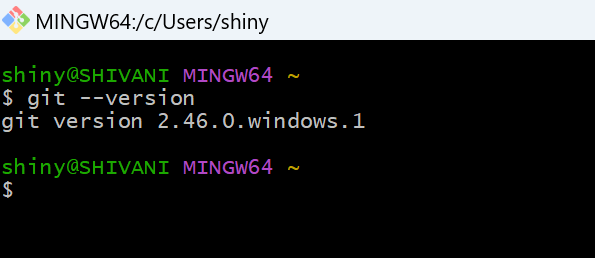 MINGW64:/c/Users/shiny
shiny@SHIVANI MINGW64 ~
$ git --version
git version 2.46.0.windows.1
shiny@SHIVANI MINGW64 ~
$